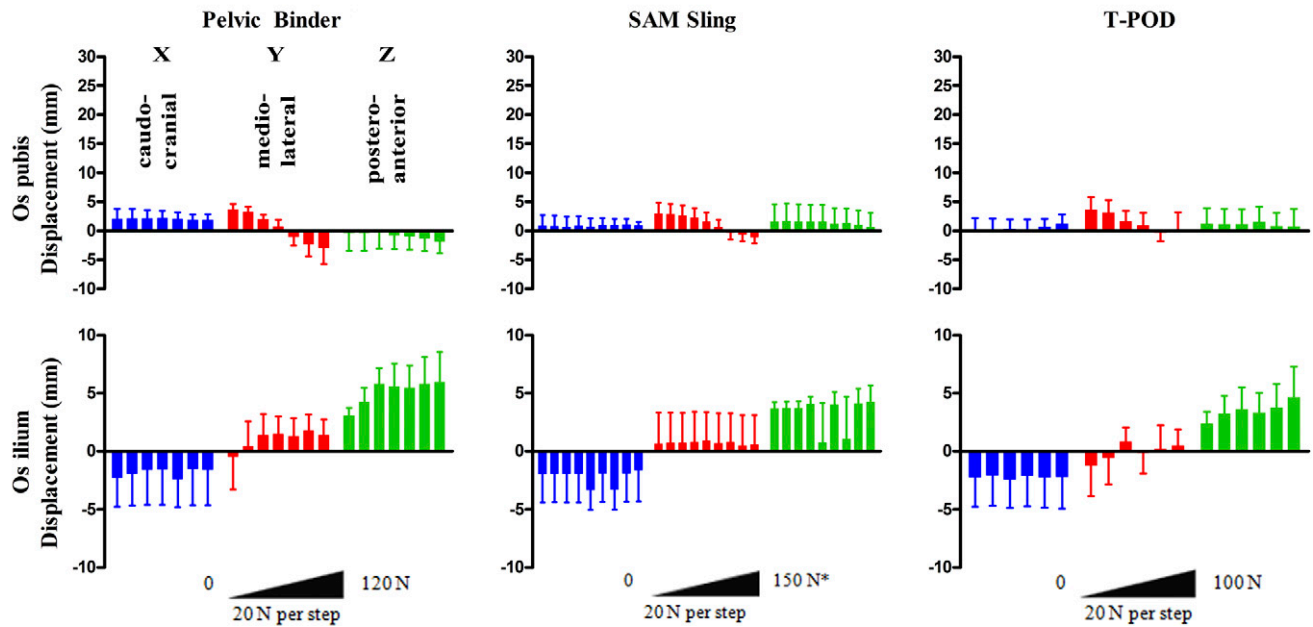 Pelvic Binder
SAM Sling
T-POD
X
Y
Z
caudo-
cranial
medio-
lateral
postero-
anterior
Os pubis
Displacement (mm)
30
25
20
15
10
5
0
-5
-10
30
25
20
15
10
5
0
-5
-10
30
25
20
15
10
5
0
-5
-10
Os ilium
Displacement (mm)
10
5
0
-5
-10
10
5
0
-5
-10
10
5
0
-5
-10
0
120 N
20 N per step
0
150 N*
20 N per step
0
100 N
20 N per step